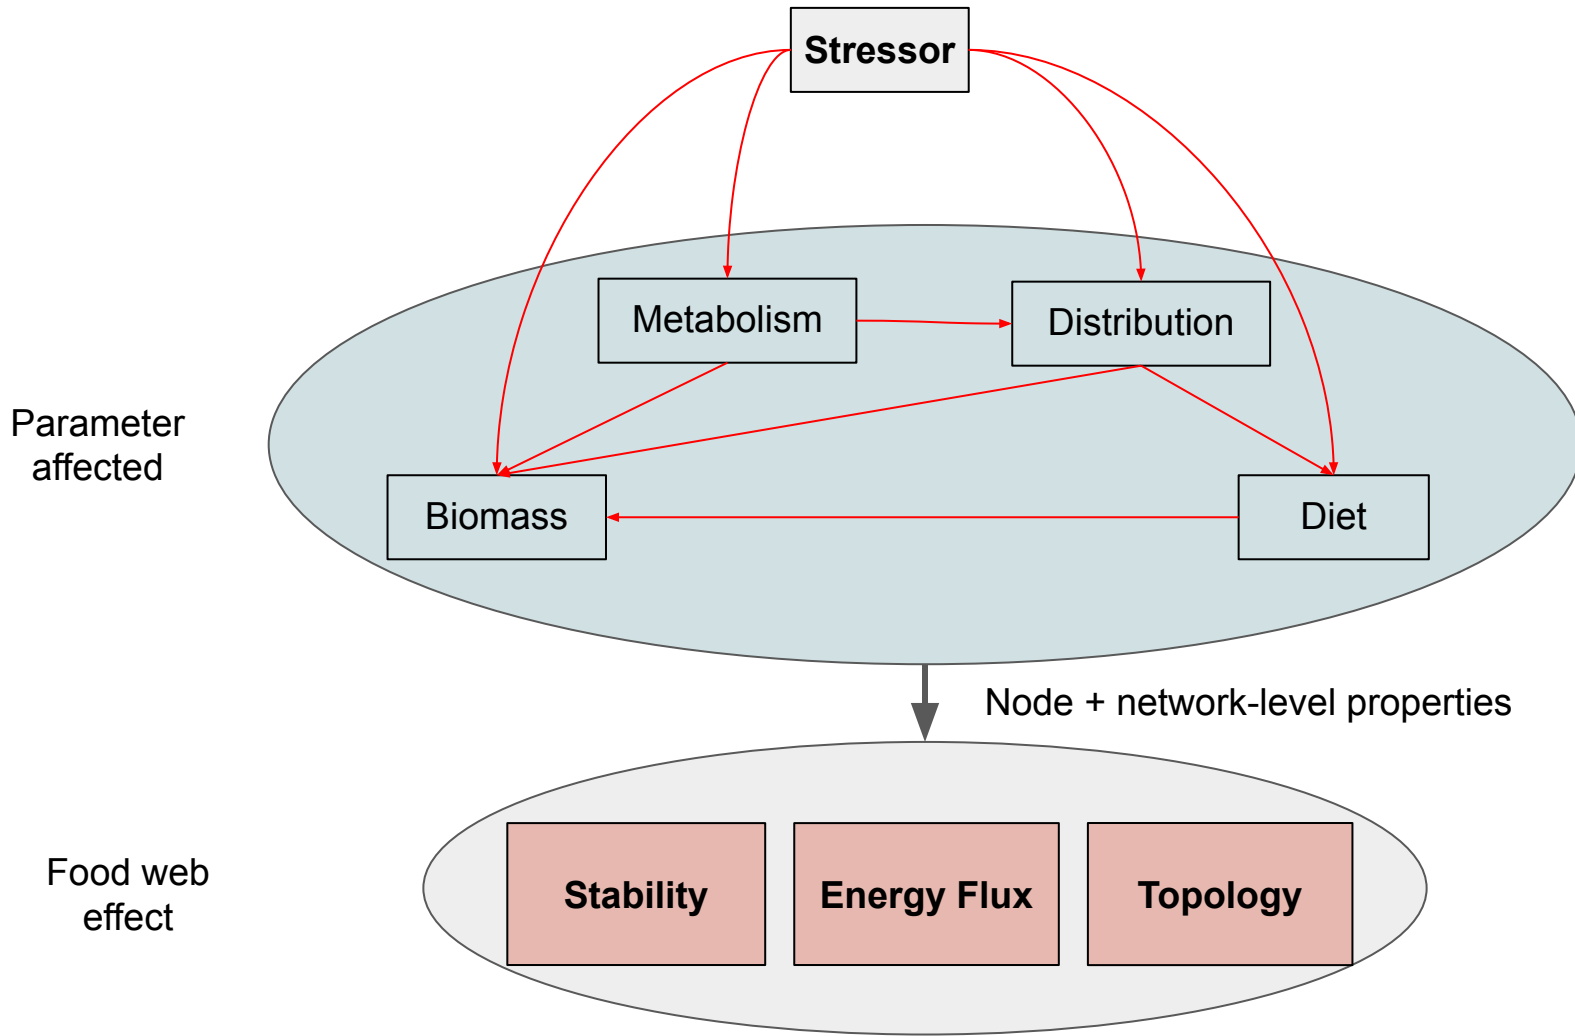 Stressor
Metabolism
Distribution
Parameter
affected
Biomass
Diet
Node + network-level properties
Food web
effect
Stability
Energy Flux
Topology